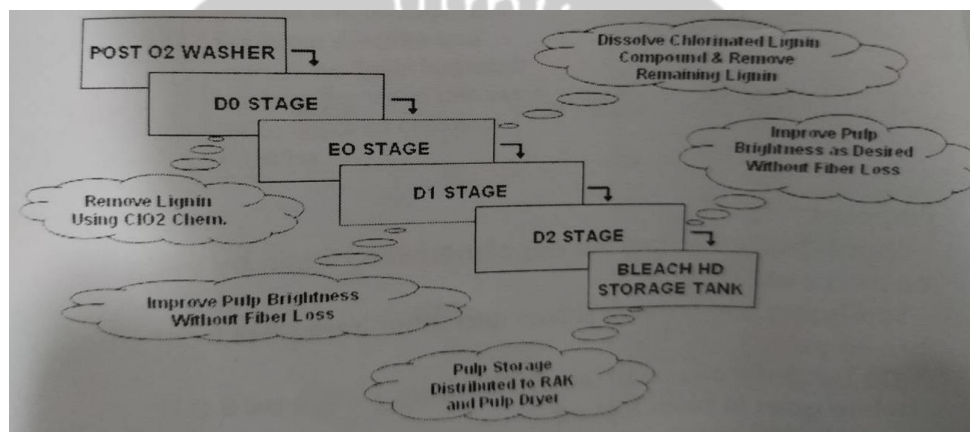 POST O2 WASHER
D0 STAGE
EO STAGE
D1 STAGE
D2 STAGE
BLEACH HD
STORAGE TANK
Dissolve Chlorinated Lignin
Compound & Remove
Remaining Lignin
Improve Pulp
Brightness as Desired
Without Fiber Loss
Remove Lignin
Using ClO2 Chem.
Improve Pulp Brightness
Without Fiber Loss
Pulp Storage
Distributed to RAK
and Pulp Dryer